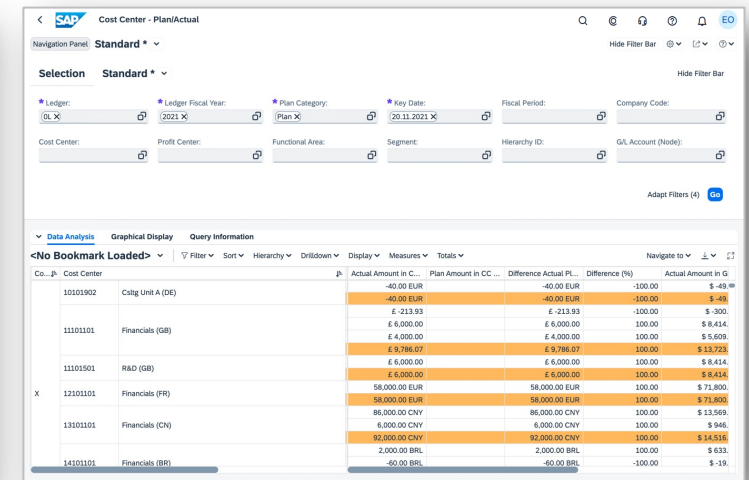 SAP Cost Center - Plan/Actual EO
Navigation Panel Standard * Hide Filter Bar
Selection Standard * Hide Filter Bar
* Ledger: * Ledger Fiscal Year: * Plan Category: * Key Date: Fiscal Period: Company Code:
0L X 2021 X Plan X 20.11.2021 X
Cost Center: Profit Center: Functional Area: Segment: Hierarchy ID: G/L Account (Node):
Adapt Filters (4) Go
Data Analysis Graphical Display Query Information
<No Bookmark Loaded> Filter Sort Hierarchy Drilldown Display Measures Totals Navigate to
Co... Cost Center Actual Amount in C... Plan Amount in CC ... Difference Actual Pl... Difference (%) Actual Amount in G
10101902 Csltg Unit A (DE) -40.00 EUR -40.00 EUR -100.00 $ -49.
-40.00 EUR -40.00 EUR -100.00 $ -49.
£ -213.93 £ -213.93 -100.00 $ -300.
11101101 Financials (GB) £ 6,000.00 £ 6,000.00 100.00 $ 8,414.
£ 4,000.00 £ 4,000.00 100.00 $ 5,609.
£ 9,786.07 £ 9,786.07 100.00 $ 13,723.
11101501 R&D (GB) £ 6,000.00 £ 6,000.00 100.00 $ 8,414.
£ 6,000.00 £ 6,000.00 100.00 $ 8,414.
X 12101101 Financials (FR) 58,000.00 EUR 58,000.00 EUR 100.00 $ 71,800.
58,000.00 EUR 58,000.00 EUR 100.00 $ 71,800.
86,000.00 CNY 86,000.00 CNY 100.00 $ 13,569.
13101101 Financials (CN) 6,000.00 CNY 6,000.00 CNY 100.00 $ 946.
92,000.00 CNY 92,000.00 CNY 100.00 $ 14,516.
2,000.00 BRL 2,000.00 BRL 100.00 $ 633.
14101101 Financials (BR) -60.00 BRL -60.00 BRL -100.00 $ -19.